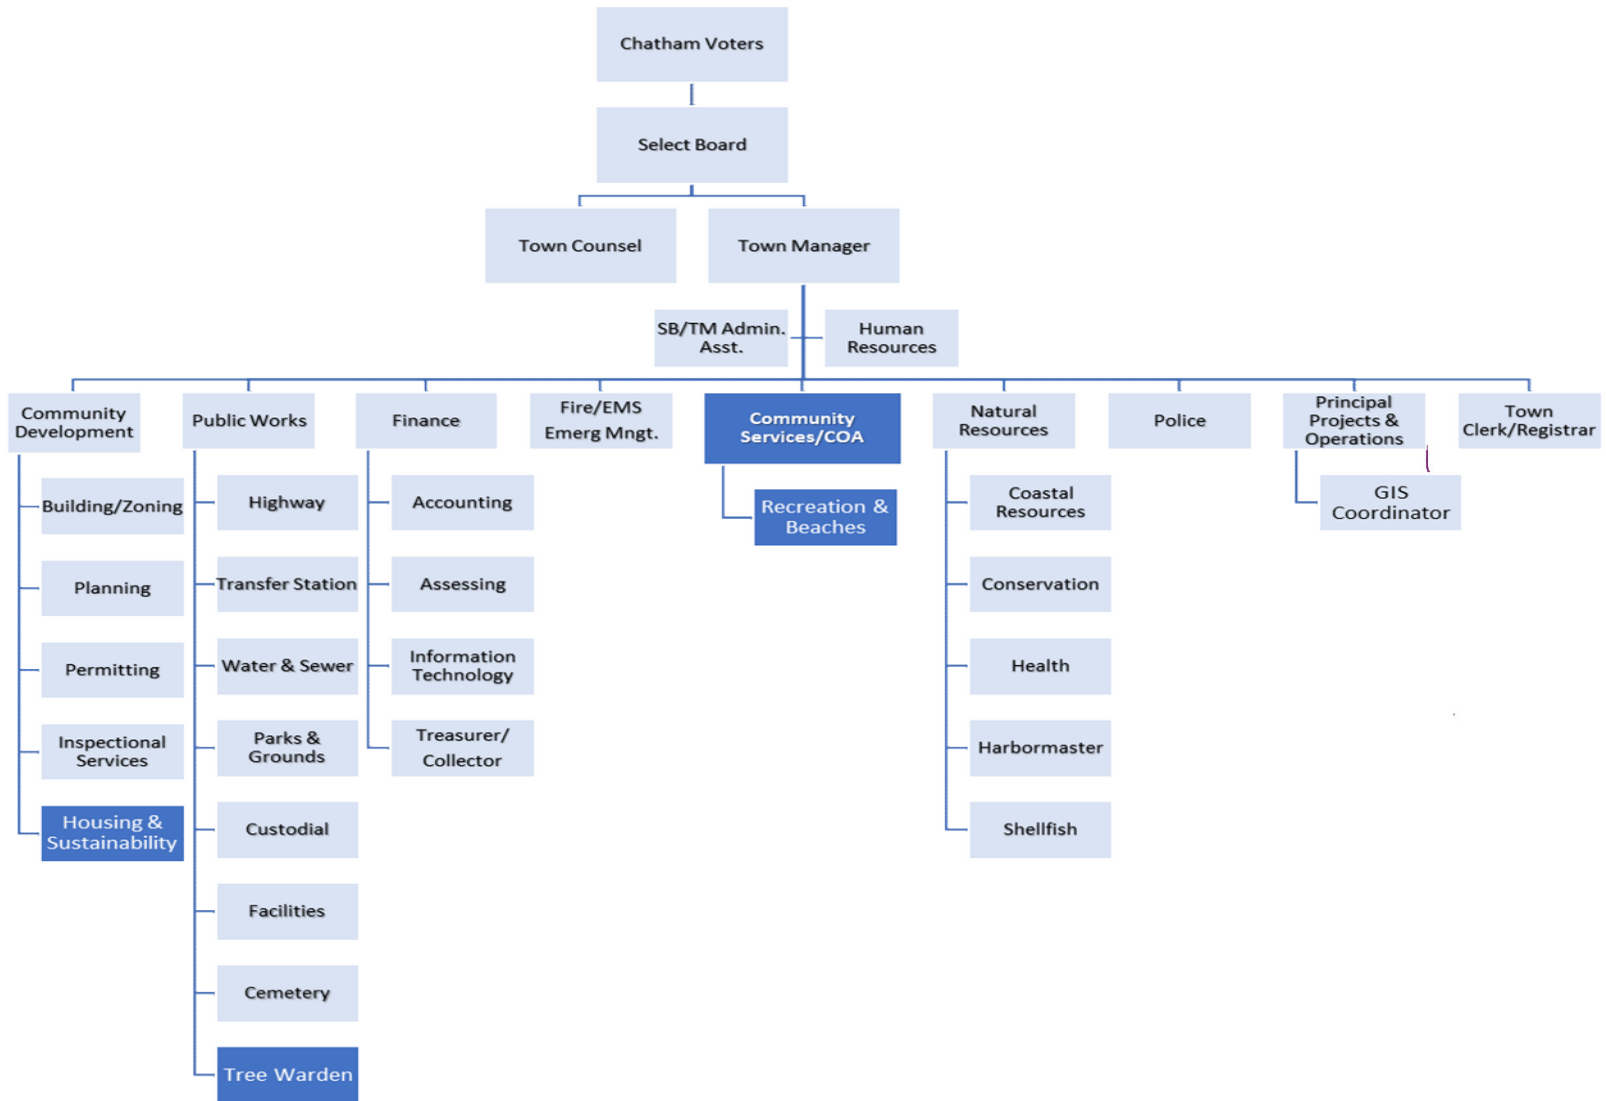 Chatham Voters
Select Board
Town Counsel
Town Manager
SB/TM Admin.
Asst.
Human
Resources
Community
Development
Public Works
Finance
Fire/EMS
Emerg Mngt.
Community
Services/COA
Natural
Resources
Police
Principal
Projects &
Operations
Town
Clerk/Registrar
Building/Zoning
Planning
Permitting
Inspectional
Services
Housing &
Sustainability
Highway
Transfer Station
Water & Sewer
Parks &
Grounds
Custodial
Facilities
Cemetery
Tree Warden
Accounting
Assessing
Information
Technology
Treasurer/
Collector
Recreation &
Beaches
Coastal
Resources
Conservation
Health
Harbormaster
Shellfish
GIS
Coordinator